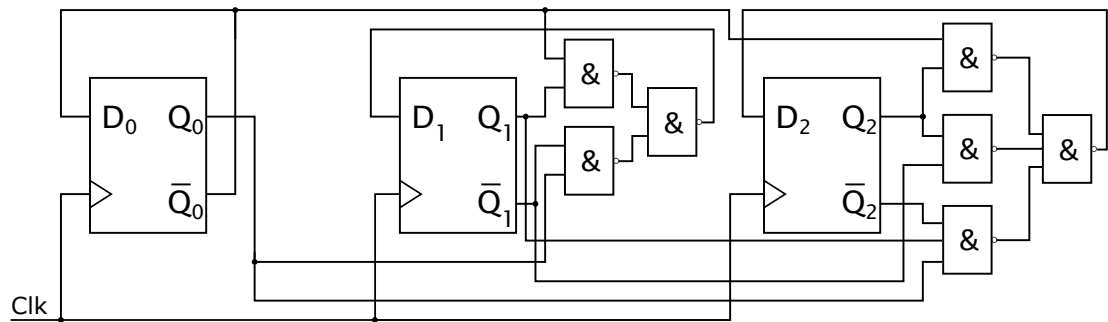 D₀ Q₀ D₁ Q₁ & & & D₂ Q₂ & & & &
Q̅₀ Q̅₁ Q̅₂
Clk